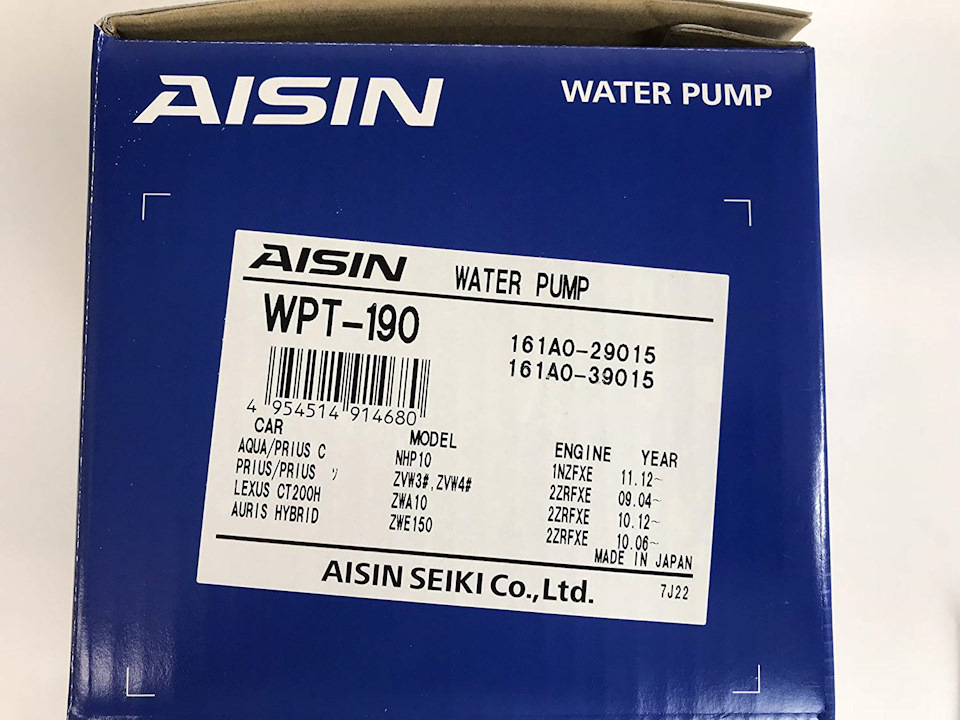 AISIN
WATER PUMP
AISIN WATER PUMP
WPT-190
161A0-29015
161A0-39015
4 954514 914680
CAR MODEL ENGINE YEAR
AQUA/PRIUS C NHP10 1NZFXE 11.12~
PRIUS/PRIUS ZVW3#,ZVW4# 2ZRFXE 09.04~
LEXUS CT200H ZWA10 2ZRFXE 10.12~
AURIS HYBRID ZWE150 2ZRFXE 10.06~
MADE IN JAPAN
AISIN SEIKI Co.,Ltd.
7J22